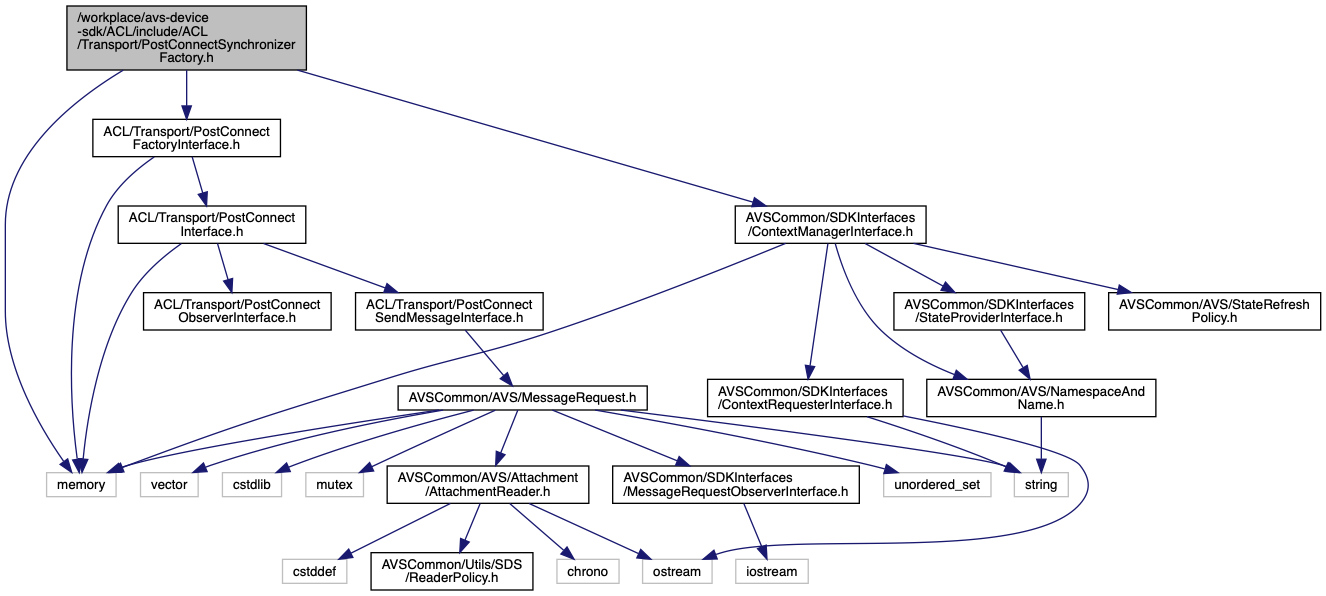 /workplace/avs-device
-sdk/ACL/include/ACL
/Transport/PostConnectSynchronizer
Factory.h
ACL/Transport/PostConnect
FactoryInterface.h
ACL/Transport/PostConnect
Interface.h
AVSCommon/SDKInterfaces
/ContextManagerInterface.h
ACL/Transport/PostConnect
ObserverInterface.h
ACL/Transport/PostConnect
SendMessageInterface.h
AVSCommon/SDKInterfaces
/StateProviderInterface.h
AVSCommon/AVS/StateRefresh
Policy.h
AVSCommon/AVS/MessageRequest.h
AVSCommon/SDKInterfaces
/ContextRequesterInterface.h
AVSCommon/AVS/NamespaceAnd
Name.h
memory
vector
cstdlib
mutex
AVSCommon/AVS/Attachment
/AttachmentReader.h
AVSCommon/SDKInterfaces
/MessageRequestObserverInterface.h
unordered_set
string
cstddef
AVSCommon/Utils/SDS
/ReaderPolicy.h
chrono
ostream
iostream